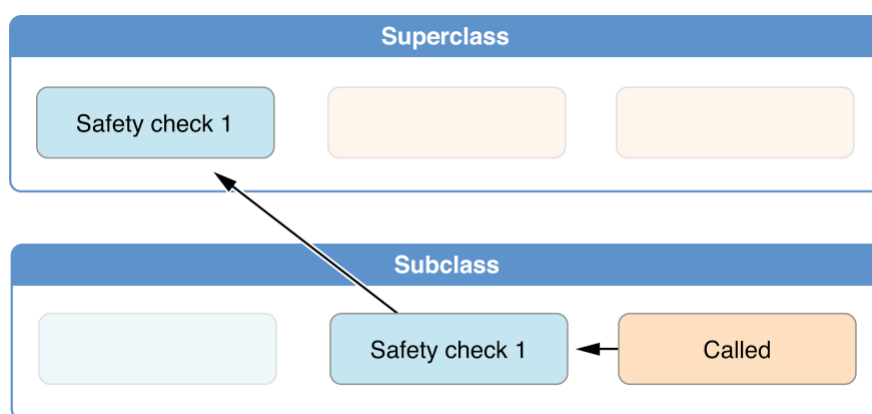 Superclass
Safety check 1
Subclass
Safety check 1
Called